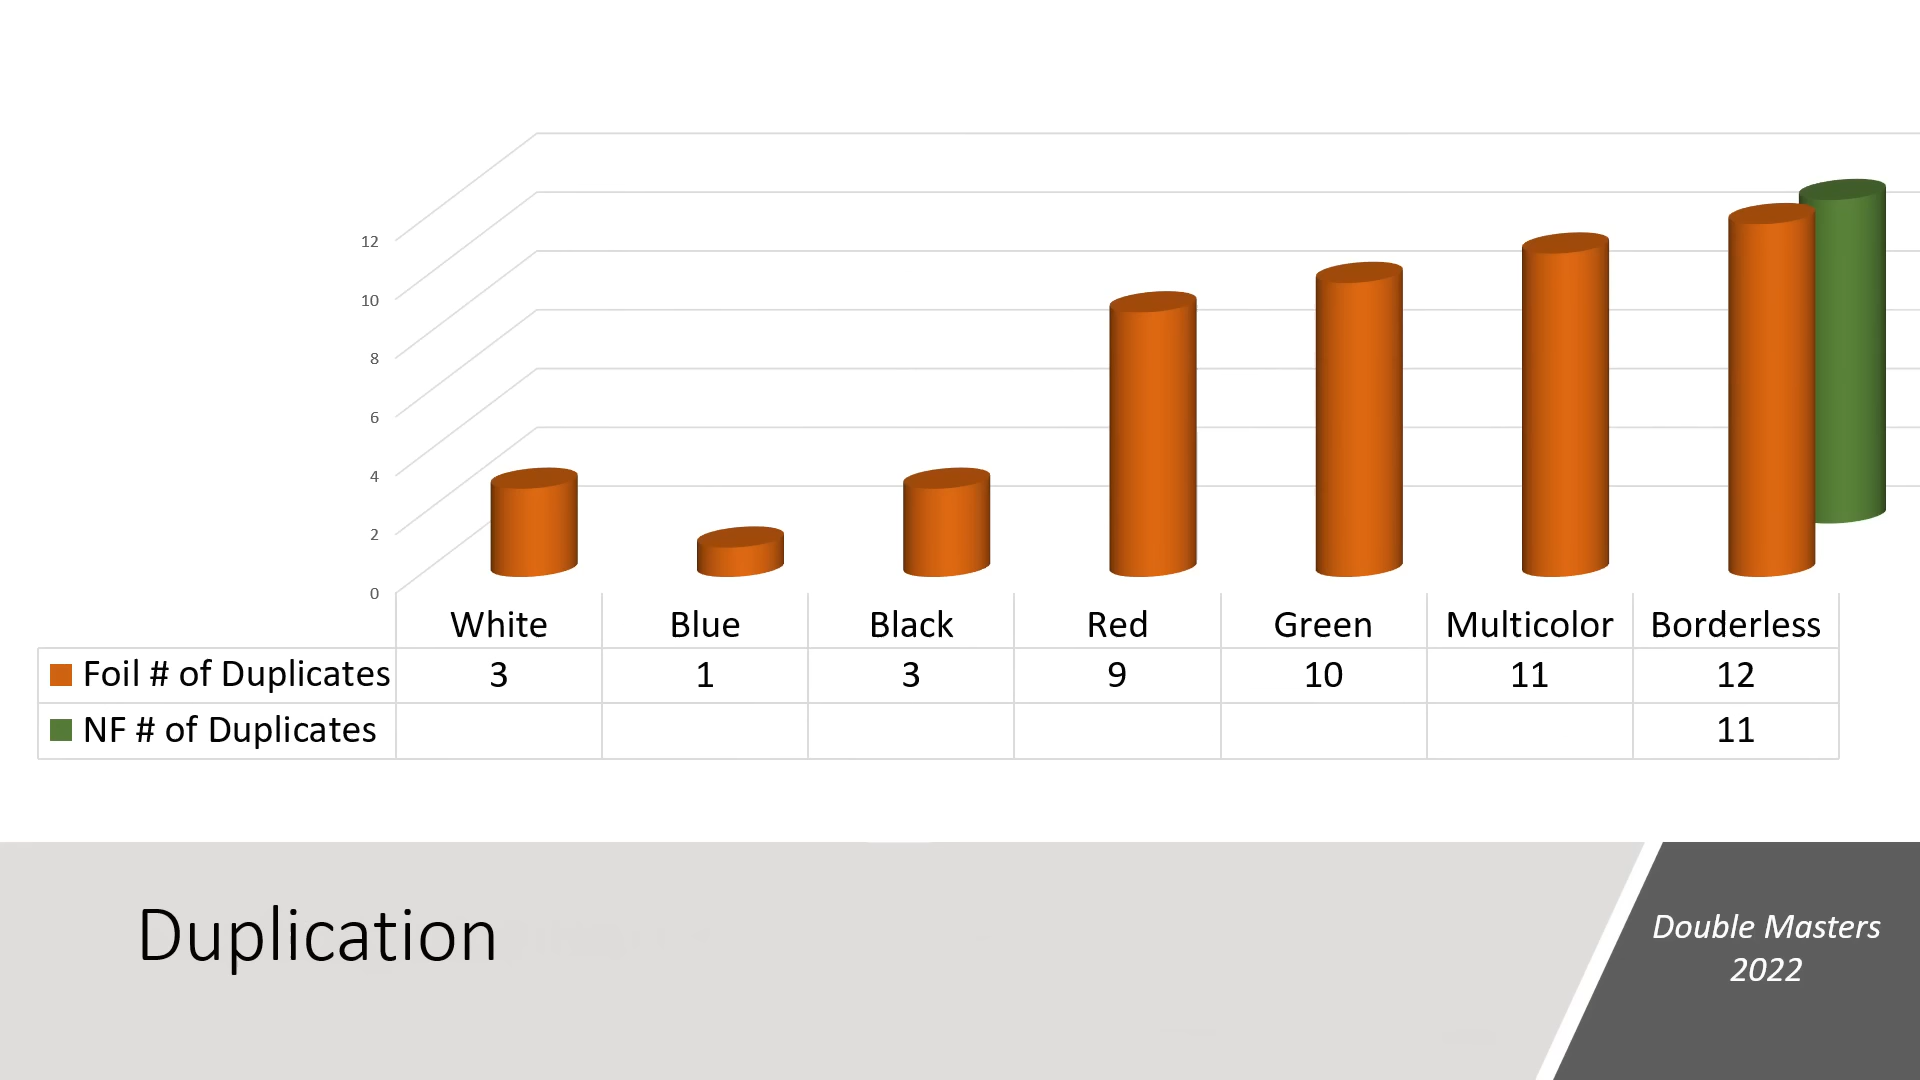 12
10
8
6
4
2
0
White Blue Black Red Green Multicolor Borderless
Foil # of Duplicates 3 1 3 9 10 11 12
NF # of Duplicates 11
Duplication
Double Masters
2022